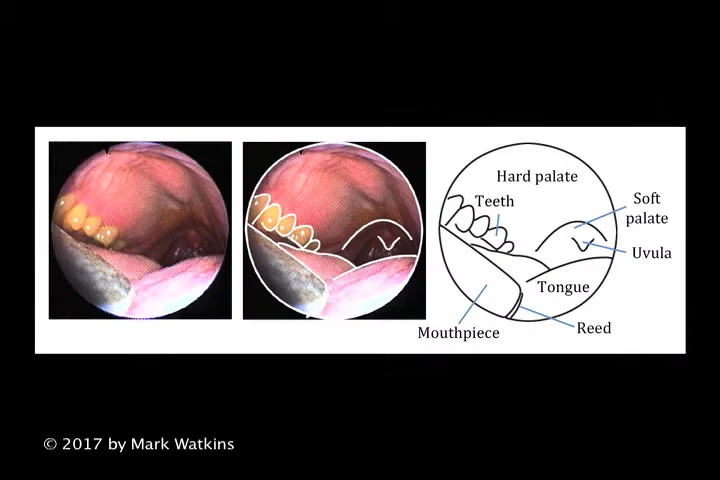 Hard palate
Teeth
Soft
palate
Uvula
Tongue
Mouthpiece
Reed
© 2017 by Mark Watkins